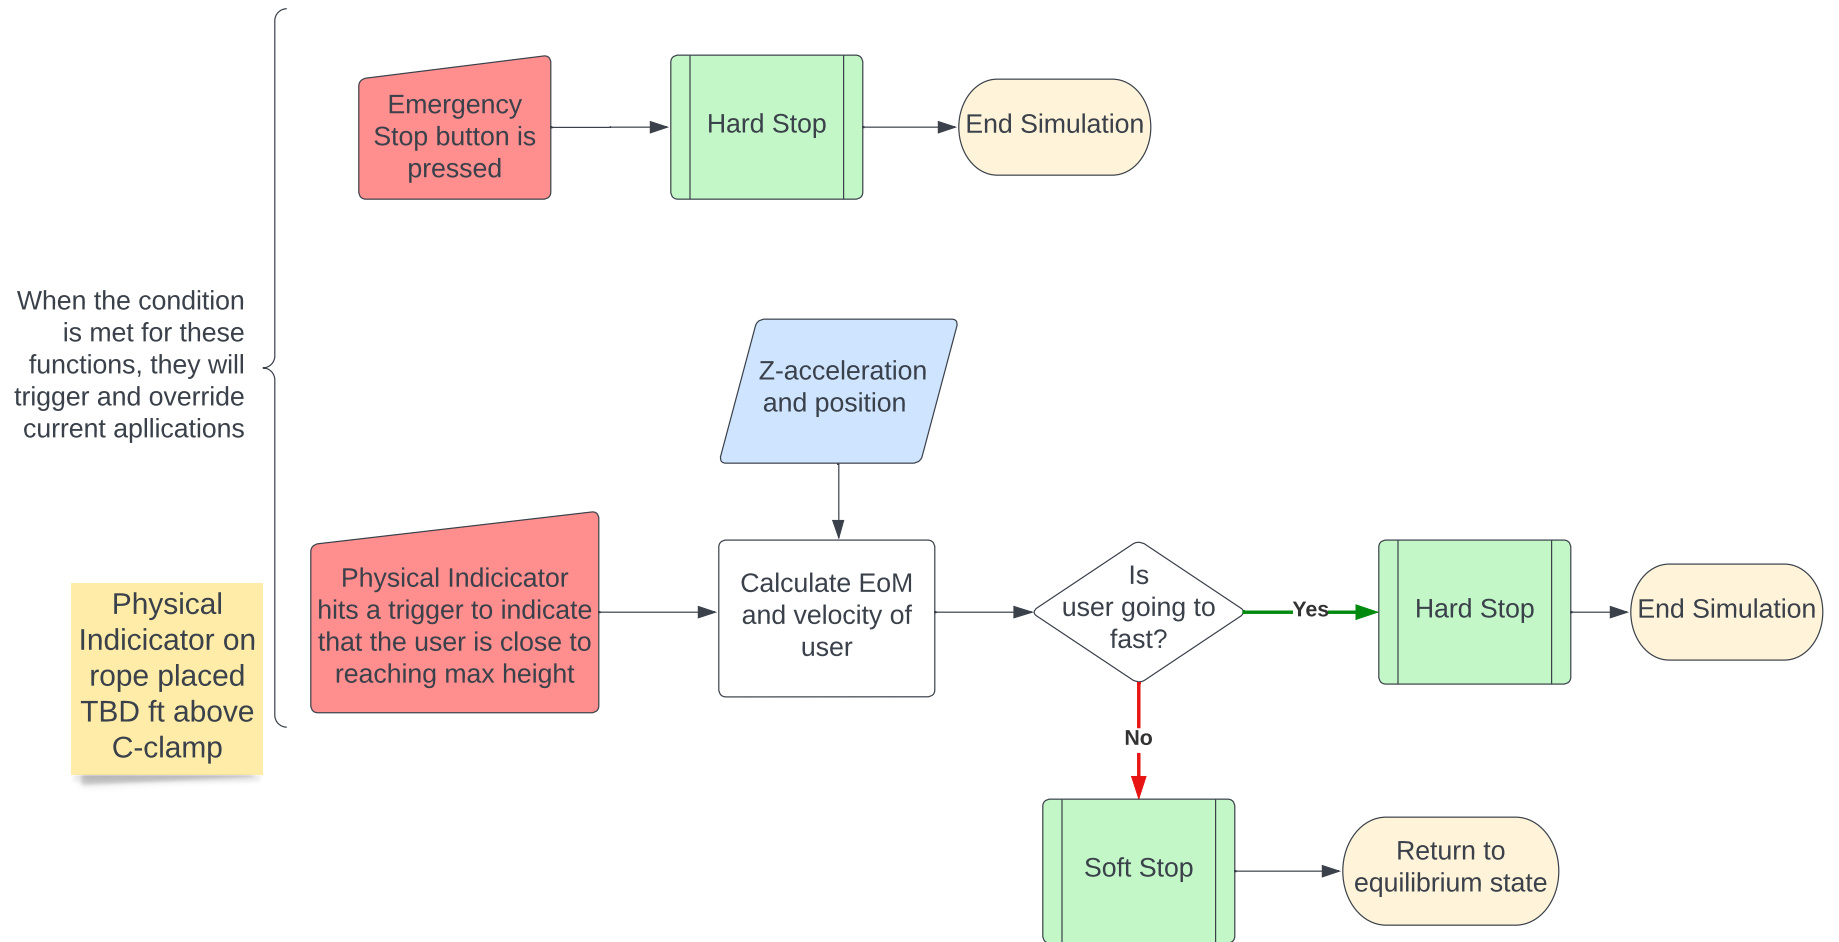 Emergency
Stop button is
pressed
Hard Stop
End Simulation
When the condition
is met for these
functions, they will
trigger and override
current apllications
Z-acceleration
and position
Physical Indicicator
hits a trigger to indicate
that the user is close to
reaching max height
Calculate EoM
and velocity of
user
Is
user going to
fast?
Yes
Hard Stop
End Simulation
Physical
Indicicator on
rope placed
TBD ft above
C-clamp
No
Soft Stop
Return to
equilibrium state